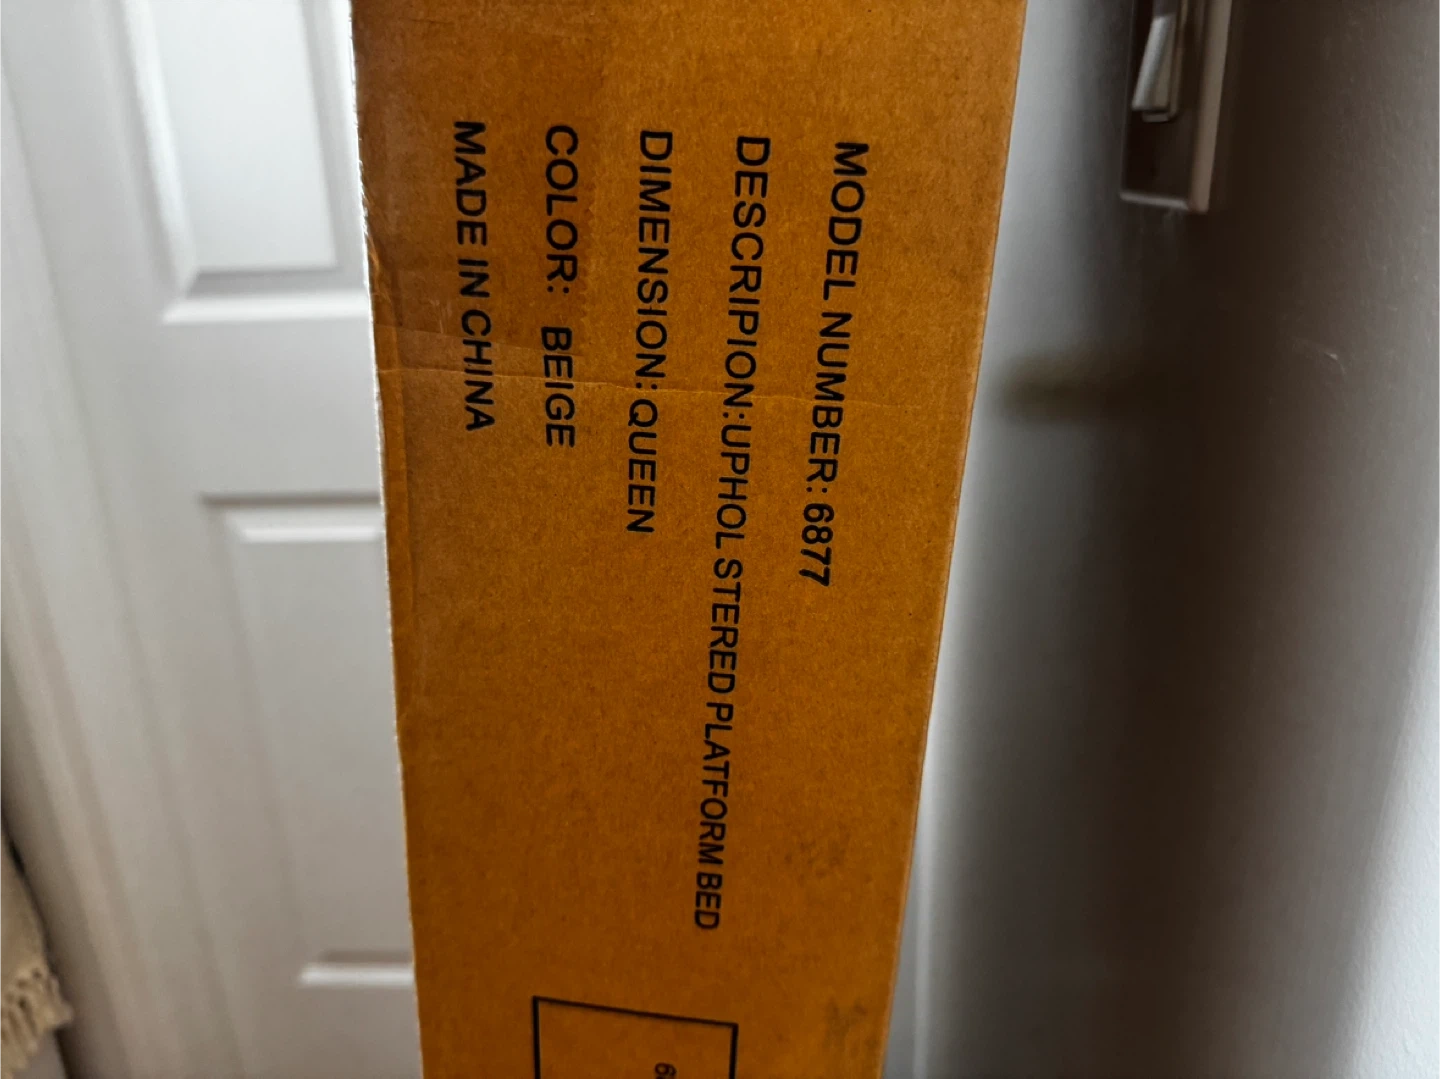 MODEL NUMBER: 6877
DESCRIPION:UPHOL STERED PLATFORM BED
DIMENSION:QUEEN
COLOR: BEIGE
MADE IN CHINA